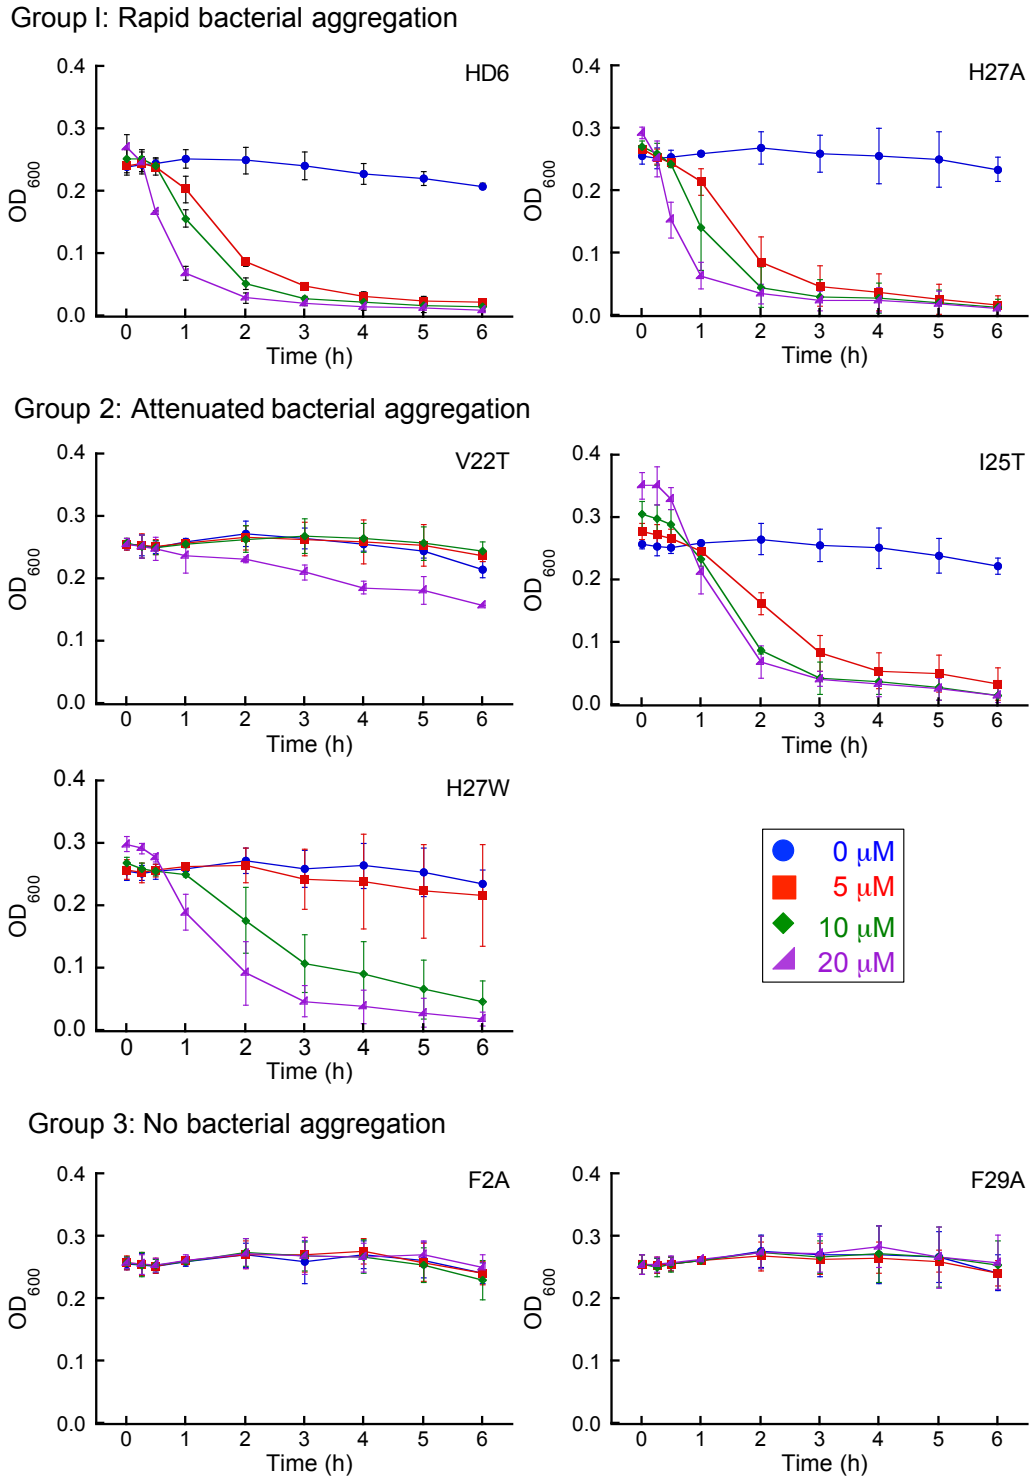 Group I: Rapid bacterial aggregation
HD6
0.4
0.3
0.2
0.1
0.0
OD600
0 1 2 3 4 5 6
Time (h)
H27A
0.4
0.3
0.2
0.1
0.0
OD600
0 1 2 3 4 5 6
Time (h)
Group 2: Attenuated bacterial aggregation
V22T
0.4
0.3
0.2
0.1
0.0
OD600
0 1 2 3 4 5 6
Time (h)
I25T
0.4
0.3
0.2
0.1
0.0
OD600
0 1 2 3 4 5 6
Time (h)
H27W
0.4
0.3
0.2
0.1
0.0
OD600
0 1 2 3 4 5 6
Time (h)
0 μM
5 μM
10 μM
20 μM
Group 3: No bacterial aggregation
F2A
0.4
0.3
0.2
0.1
0.0
OD600
0 1 2 3 4 5 6
Time (h)
F29A
0.4
0.3
0.2
0.1
0.0
OD600
0 1 2 3 4 5 6
Time (h)